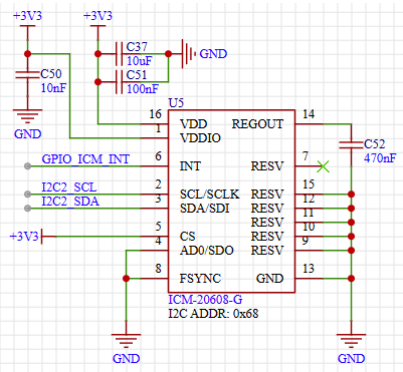 +3V3 +3V3
C37
10uF
GND
C50
10nF
C51
100nF
GND
U5
16 VDD REGOUT 14
1 VDDIO
C52
470nF
GPIO_ICM_INT 6 INT RESV 7
I2C2_SCL 2 SCL/SCLK RESV 15
I2C2_SDA 3 SDA/SDI RESV 12
RESV 11
+3V3 5 CS RESV 10
4 AD0/SDO RESV 9
8 FSYNC GND 13
ICM-20608-G
I2C ADDR: 0x68
GND GND